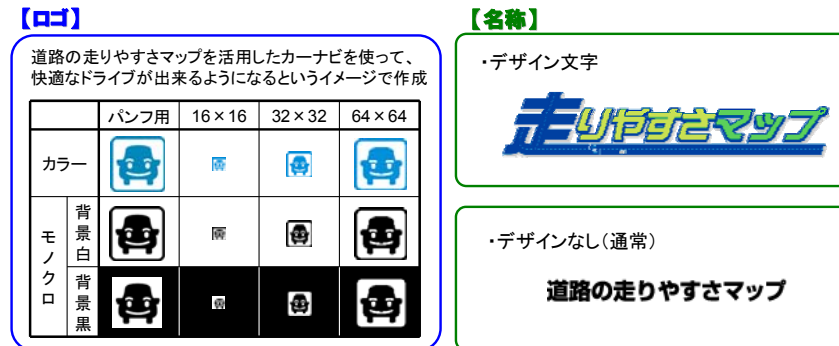 【ロゴ】
道路の走りやすさマップを活用したカーナビを使って、
快適なドライブが出来るようになるというイメージで作成
パンフ用 16×16 32×32 64×64
カラー
モノクロ
背景白
背景黒
【名称】
・デザイン文字
走りやすさマップ
・デザインなし（通常）
道路の走りやすさマップ